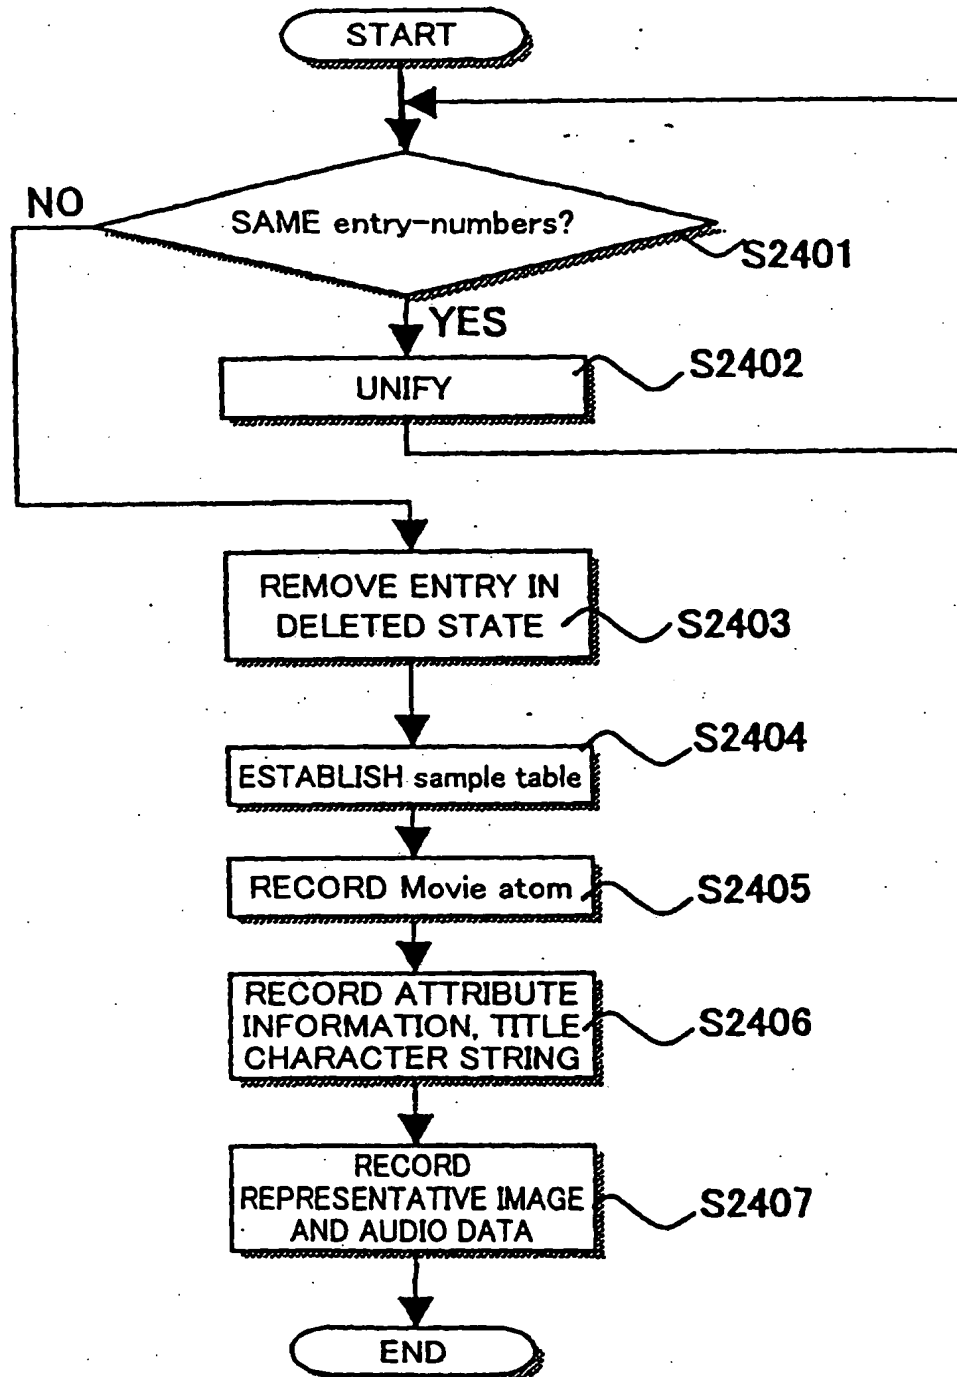 START
NO
SAME entry-numbers?
S2401
YES
UNIFY
S2402
REMOVE ENTRY IN
DELETED STATE
S2403
ESTABLISH sample table
S2404
RECORD Movie atom
S2405
RECORD ATTRIBUTE
INFORMATION, TITLE
CHARACTER STRING
S2406
RECORD
REPRESENTATIVE IMAGE
AND AUDIO DATA
S2407
END